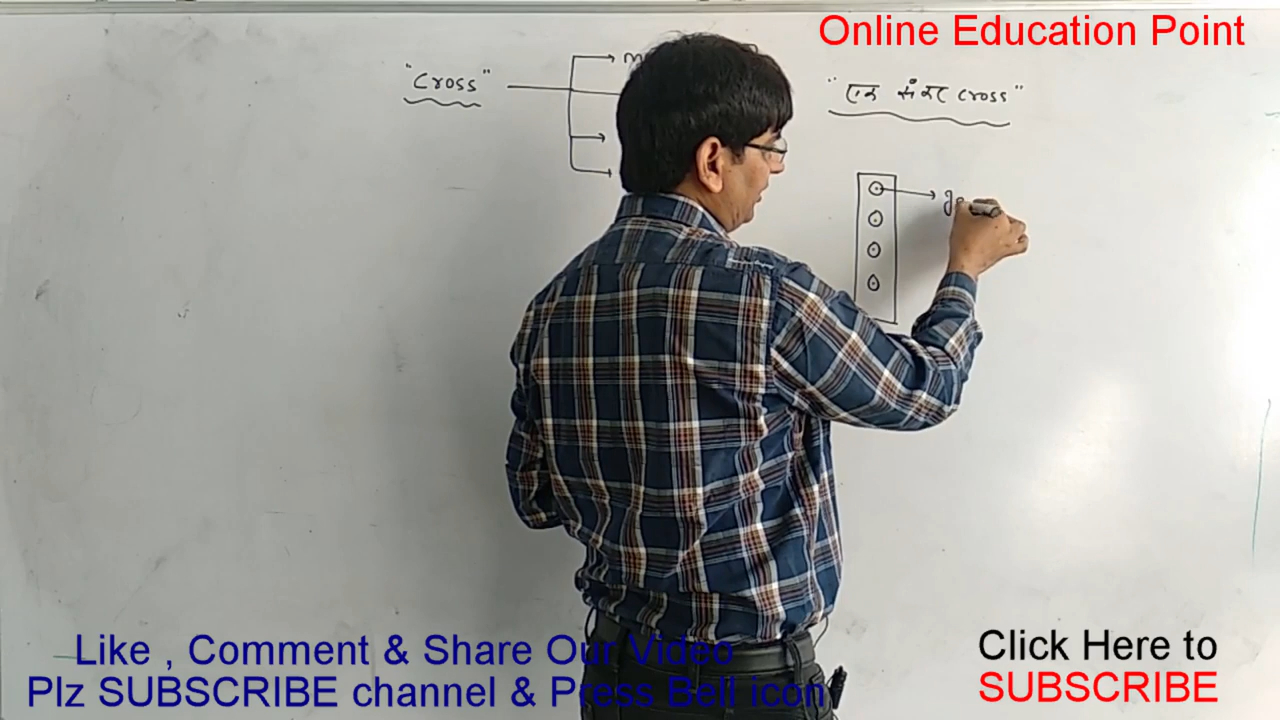 Online Education Point
"Cross"
"एक संकर Cross"
Like , Comment & Share Our Video
Plz SUBSCRIBE channel & Press Bell icon
Click Here to
SUBSCRIBE